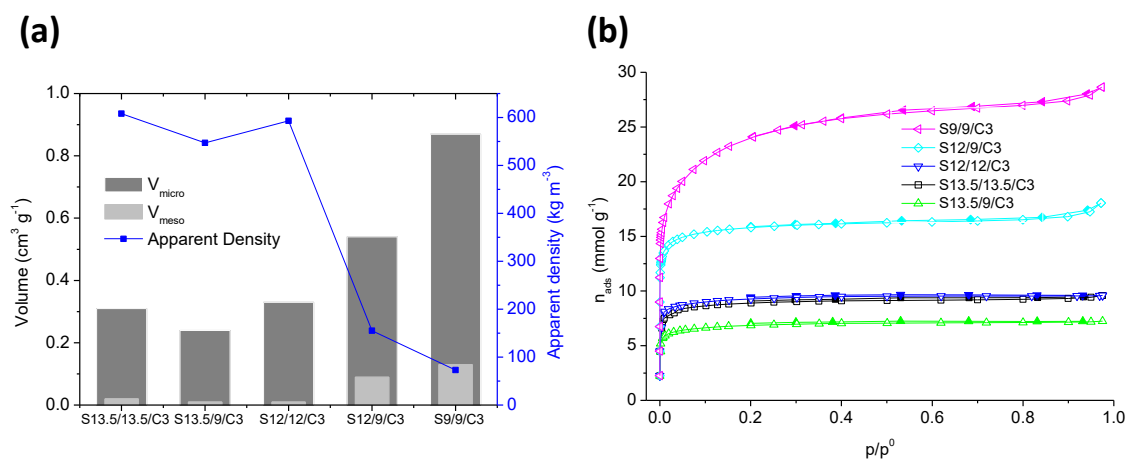 (a)
Volume (cm³ g⁻¹)
1.0
0.8
0.6
0.4
0.2
0.0
V_micro
V_meso
Apparent Density
600
500
400
300
200
100
0
Apparent density (kg m⁻³)
S13.5/13.5/C3 S13.5/9/C3 S12/12/C3 S12/9/C3 S9/9/C3
(b)
n_ads (mmol g⁻¹)
30
25
20
15
10
5
0
S9/9/C3
S12/9/C3
S12/12/C3
S13.5/13.5/C3
S13.5/9/C3
0.0 0.2 0.4 0.6 0.8 1.0
p/p⁰